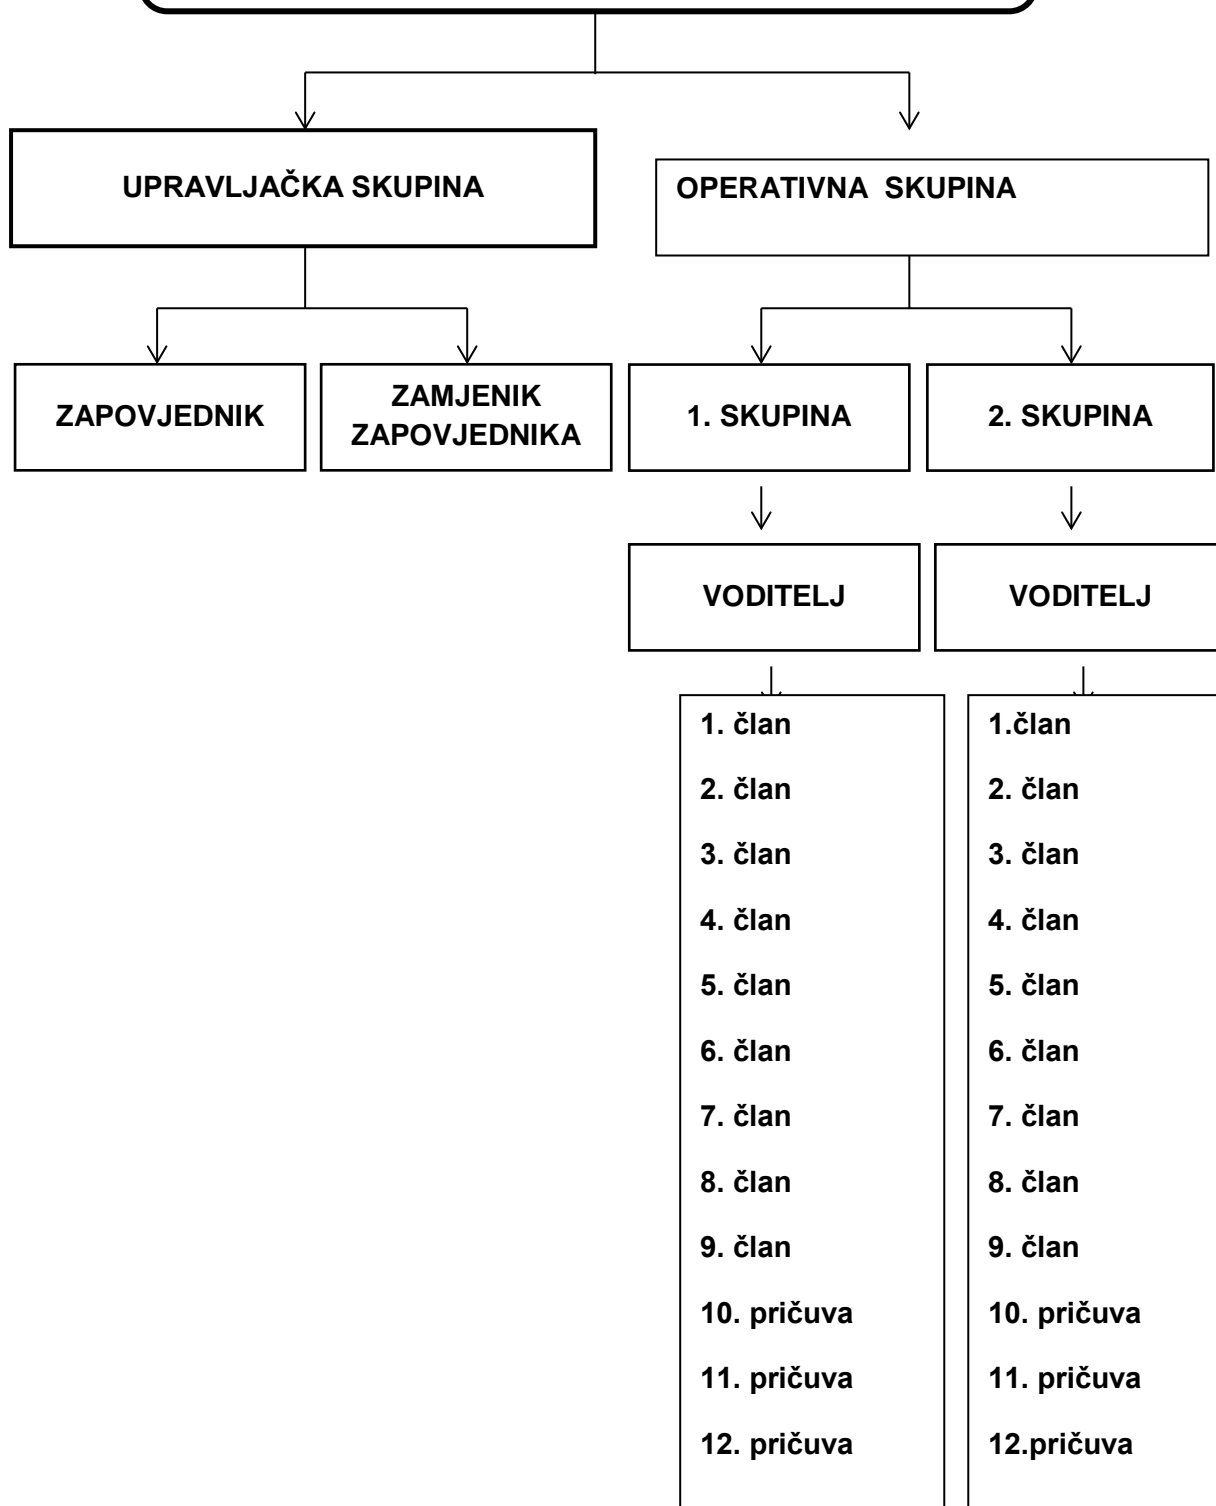 UPRAVLJAČKA SKUPINA
OPERATIVNA  SKUPINA
ZAPOVJEDNIK
ZAMJENIK
ZAPOVJEDNIKA
1. SKUPINA
2. SKUPINA
VODITELJ
VODITELJ
1. član
2. član
3. član
4. član
5. član
6. član
7. član
8. član
9. član
10. pričuva
11. pričuva
12. pričuva
1.član
2. član
3. član
4. član
5. član
6. član
7. član
8. član
9. član
10. pričuva
11. pričuva
12.pričuva